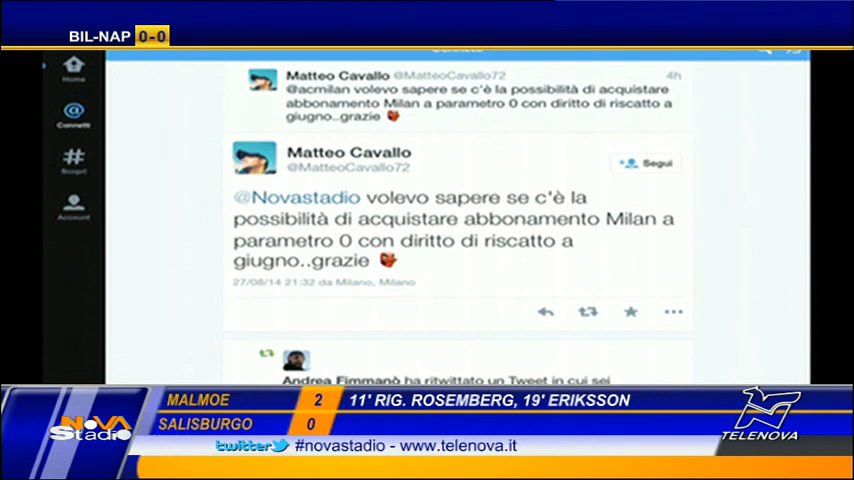 BIL-NAP 0-0
Home
Connetti
Scopri
Account
Matteo Cavallo @MatteoCavallo72 4h
@acmilan volevo sapere se c'è la possibilità di acquistare
abbonamento Milan a parametro 0 con diritto di riscatto a
giugno..grazie
Matteo Cavallo
@MatteoCavallo72
Segui
@Novastadio volevo sapere se c'è la
possibilità di acquistare abbonamento Milan a
parametro 0 con diritto di riscatto a
giugno..grazie
27/08/14 21:32 da Milano, Milano
Andrea Fimmanò ha ritwittato un Tweet in cui sei
MALMOE 2 11' RIG. ROSEMBERG, 19' ERIKSSON
SALISBURGO 0
NOVA
Stadio
twitter #novastadio - www.telenova.it
TELENOVA